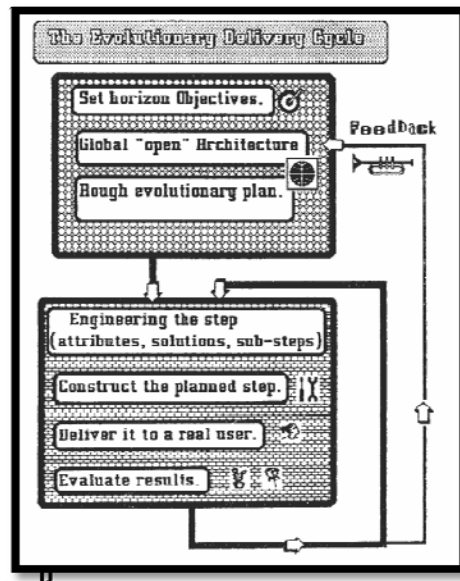 The Evolutionary Delivery Cycle
Set horizon Objectives.
Feedback
Global "open" Architecture
Rough evolutionary plan.
Engineering the step
(attributes, solutions, sub-steps)
Construct the planned step.
Deliver it to a real user.
Evaluate results.